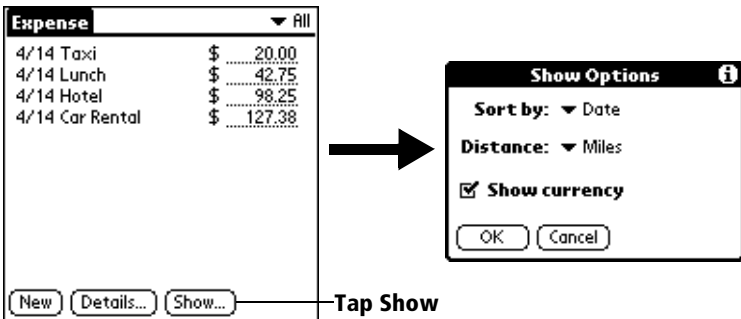 Expense All
4/14 Taxi $ 20.00
4/14 Lunch $ 42.75
4/14 Hotel $ 98.25
4/14 Car Rental $ 127.38
New Details... Show...
Tap Show
Show Options
Sort by: Date
Distance: Miles
Show currency
OK Cancel